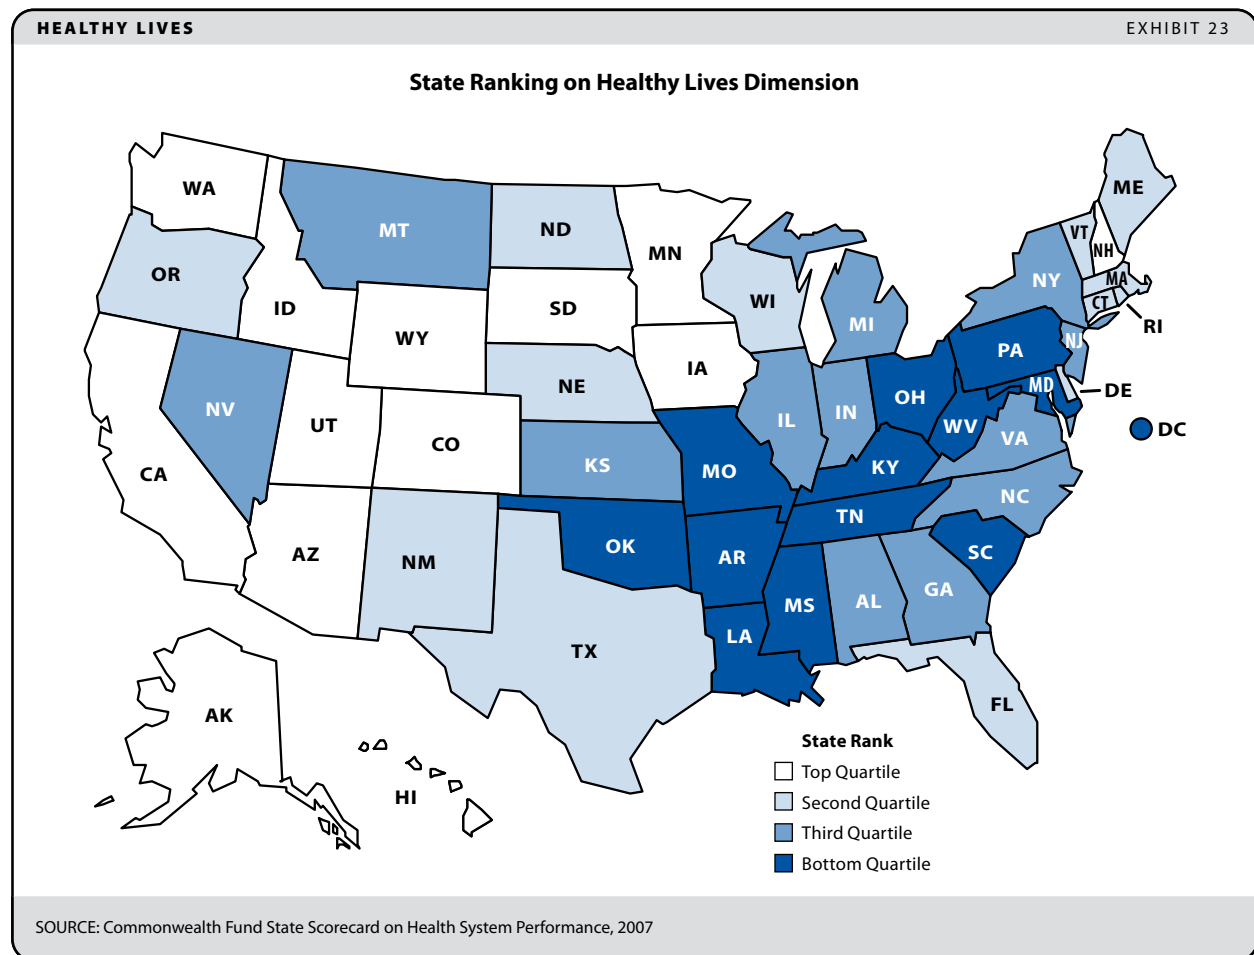 HEALTHY LIVES
EXHIBIT 23
State Ranking on Healthy Lives Dimension
WA
MT
ND
MN
ME
VT
NH
OR
ID
SD
WI
NY
MA
CT
RI
WY
MI
IA
PA
NJ
NE
OH
MD
DE
NV
UT
CO
IL
IN
WV
DC
VA
CA
KS
MO
KY
NC
TN
AZ
NM
OK
AR
SC
MS
AL
GA
LA
TX
FL
AK
HI
State Rank
Top Quartile
Second Quartile
Third Quartile
Bottom Quartile
SOURCE: Commonwealth Fund State Scorecard on Health System Performance, 2007